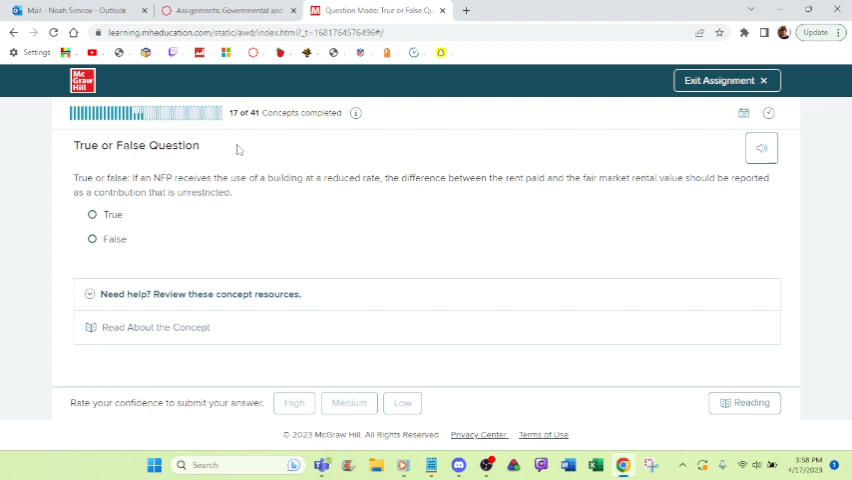 Mail - Noah Simcox - Outlook
Assignments: Governmental and
Question Mode: True or False Qu
learning.mheducation.com/static/awd/index.html?_t=1681764576496#/
Update
Settings
Mc
Graw
Hill
Exit Assignment
17 of 41 Concepts completed
True or False Question
True or false: If an NFP receives the use of a building at a reduced rate, the difference between the rent paid and the fair market rental value should be reported
as a contribution that is unrestricted.
True
False
Need help? Review these concept resources.
Read About the Concept
Rate your confidence to submit your answer.
High
Medium
Low
Reading
© 2023 McGraw Hill. All Rights Reserved.
Privacy Center
Terms of Use
Search
3:58 PM
4/17/2023
1